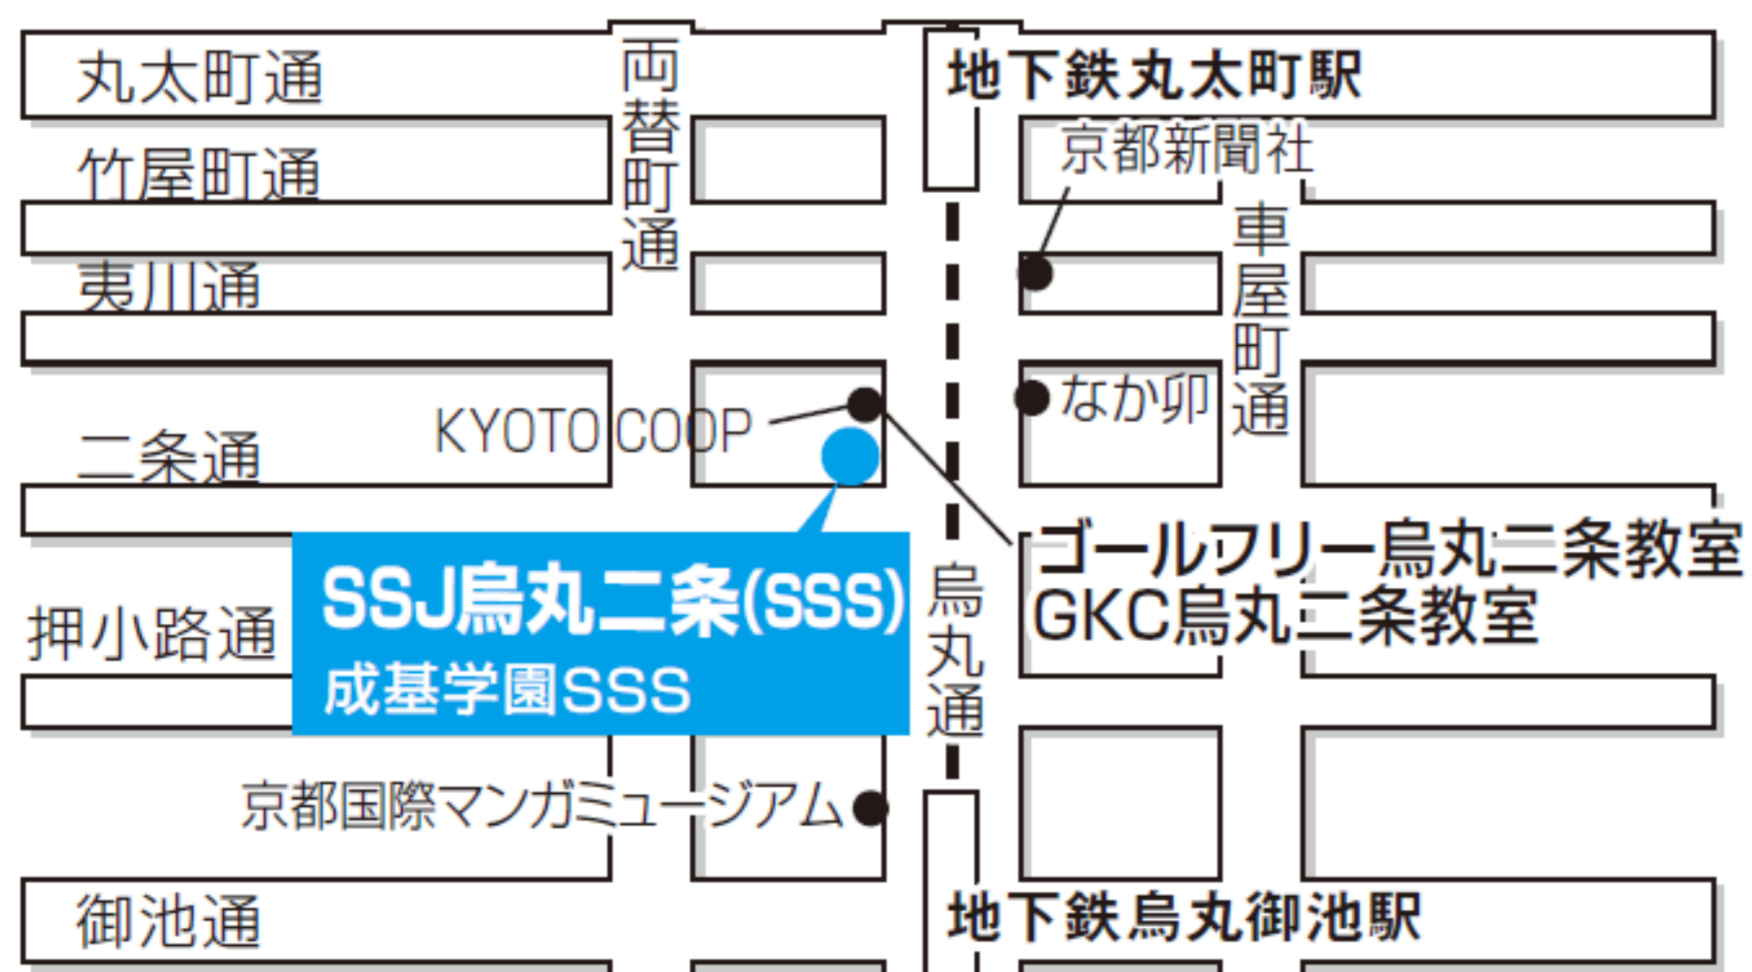 丸太町通
両替町通
地下鉄丸太町駅
京都新聞社
竹屋町通
車屋町通
夷川通
なか卯
KYOTO COOP
二条通
ゴールフリー烏丸二条教室
GKC烏丸二条教室
SSJ烏丸二条(SSS)
成基学園SSS
烏丸通
押小路通
京都国際マンガミュージアム
御池通
地下鉄烏丸御池駅